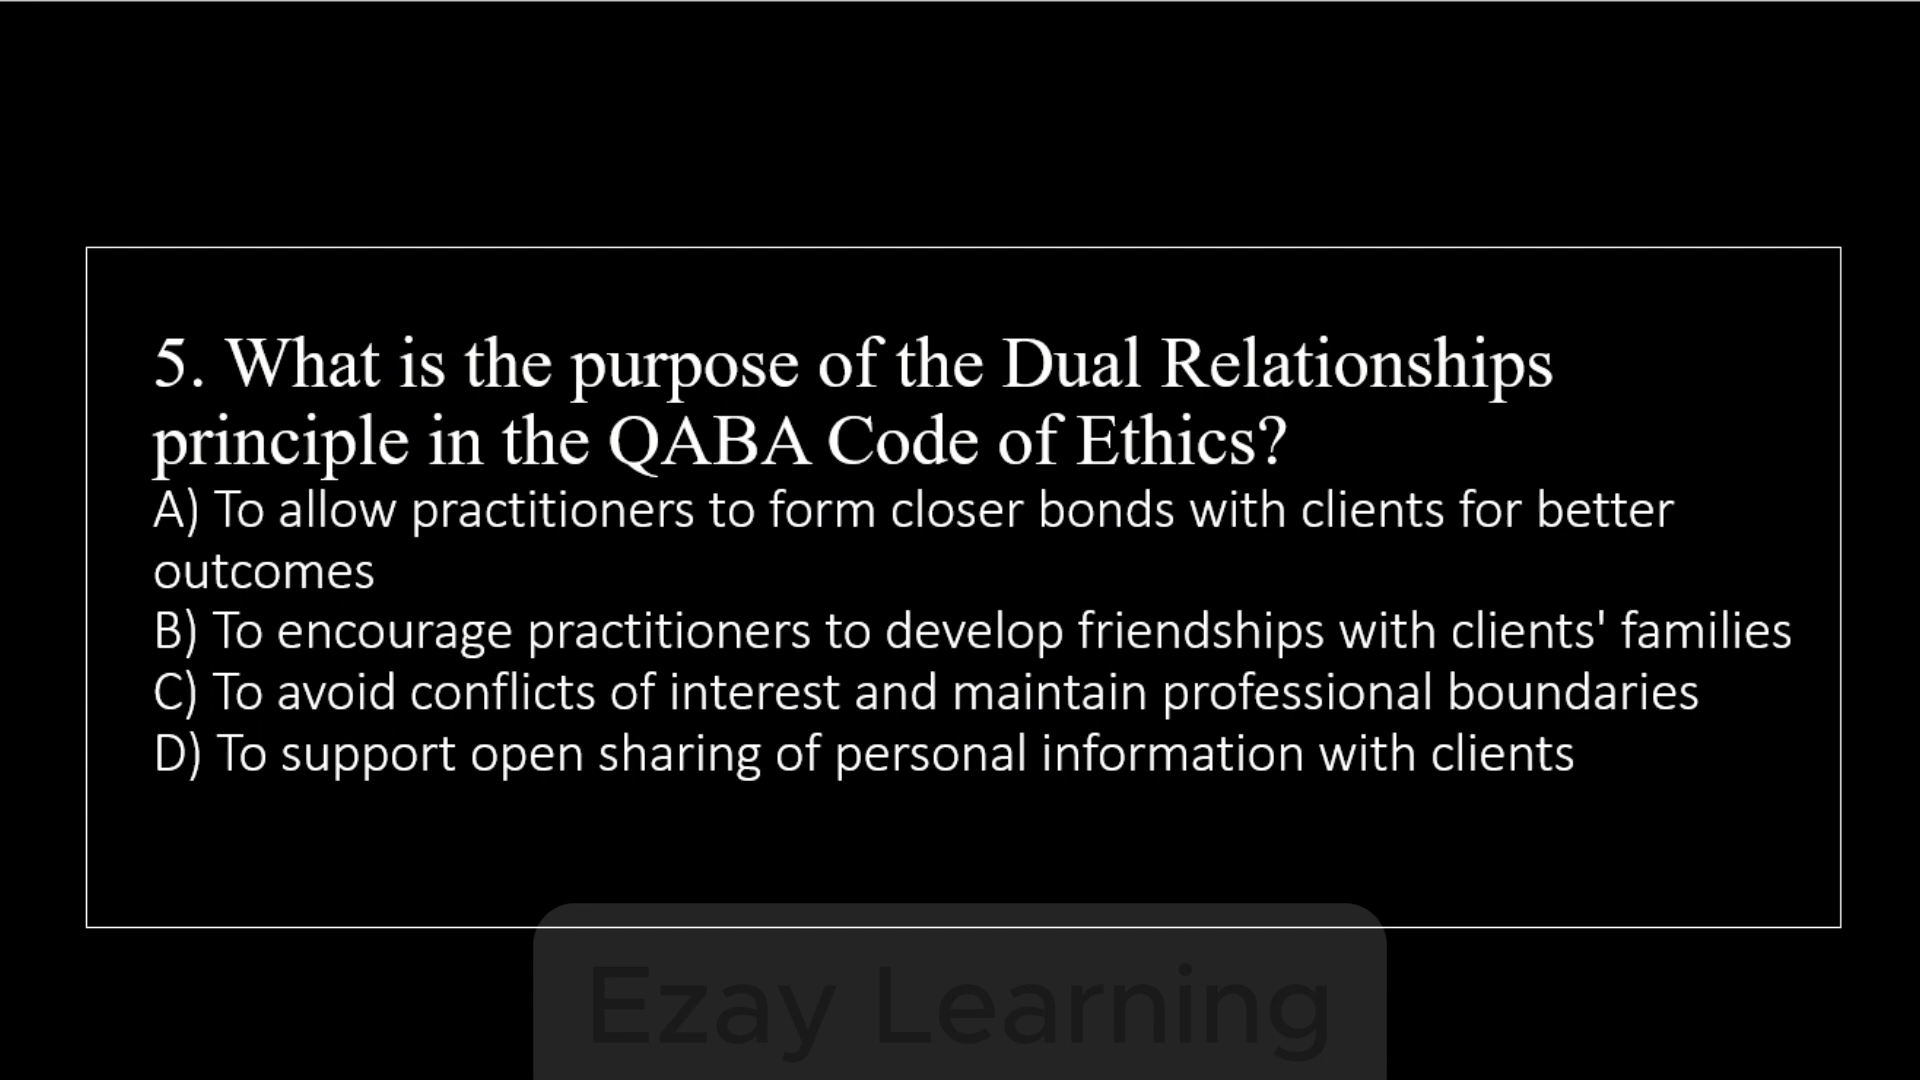 5. What is the purpose of the Dual Relationships
principle in the QABA Code of Ethics?
A) To allow practitioners to form closer bonds with clients for better
outcomes
B) To encourage practitioners to develop friendships with clients' families
C) To avoid conflicts of interest and maintain professional boundaries
D) To support open sharing of personal information with clients
Ezay Learning